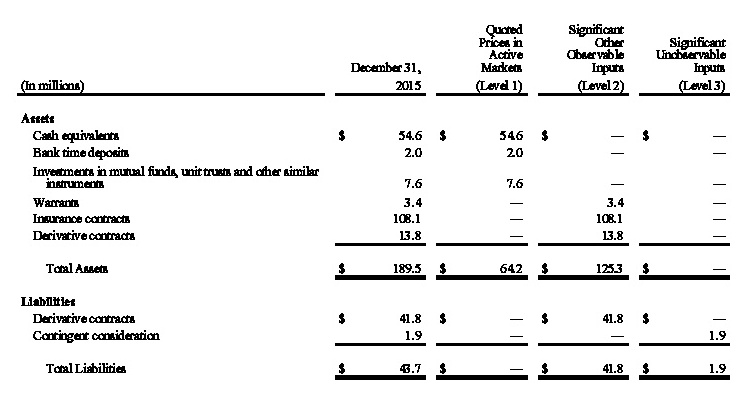 Quoted Significant
Prices in Other Significant
Active Observable Unobservable
December 31, Markets Inputs Inputs
(In millions) 2015 (Level 1) (Level 2) (Level 3)
Assets
Cash equivalents $ 54.6 $ 54.6 $ — $ —
Bank time deposits 2.0 2.0 — —
Investments in mutual funds, unit trusts and other similar
instruments 7.6 7.6 — —
Warrants 3.4 — 3.4 —
Insurance contracts 108.1 — 108.1 —
Derivative contracts 13.8 — 13.8 —
Total Assets $ 189.5 $ 64.2 $ 125.3 $ —
Liabilities
Derivative contracts $ 41.8 $ — $ 41.8 $ —
Contingent consideration 1.9 — — 1.9
Total Liabilities $ 43.7 $ — $ 41.8 $ 1.9